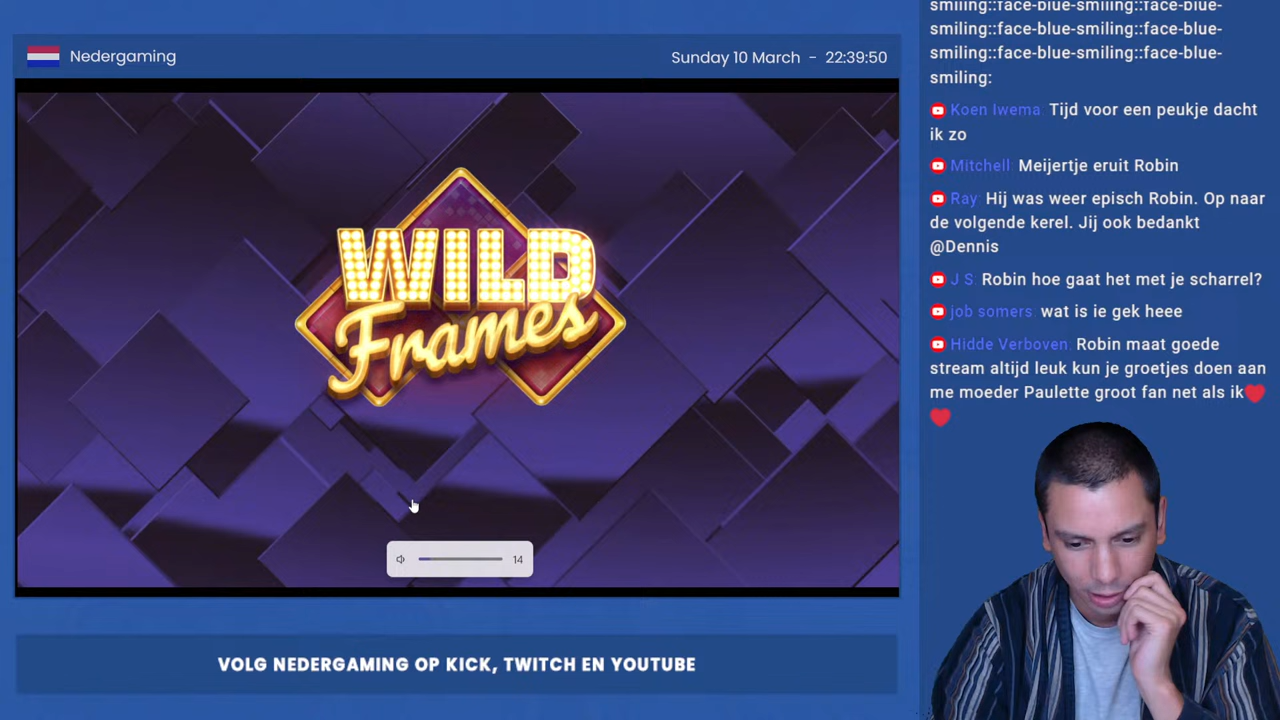 Nedergaming
Sunday 10 March - 22:39:50
WILD
Frames
14
VOLG NEDERGAMING OP KICK, TWITCH EN YOUTUBE
smiling::face-blue-smiling::face-blue-
smiling::face-blue-smiling::face-blue-
smiling::face-blue-smiling::face-blue-
smiling:
Koen Iwema: Tijd voor een peukje dacht
ik zo
Mitchell: Meijertje eruit Robin
Ray: Hij was weer episch Robin. Op naar
de volgende kerel. Jij ook bedankt
@Dennis
J S: Robin hoe gaat het met je scharrel?
job somers: wat is ie gek heee
Hidde Verboven: Robin maat goede
stream altijd leuk kun je groetjes doen aan
me moeder Paulette groot fan net als ik❤️
❤️